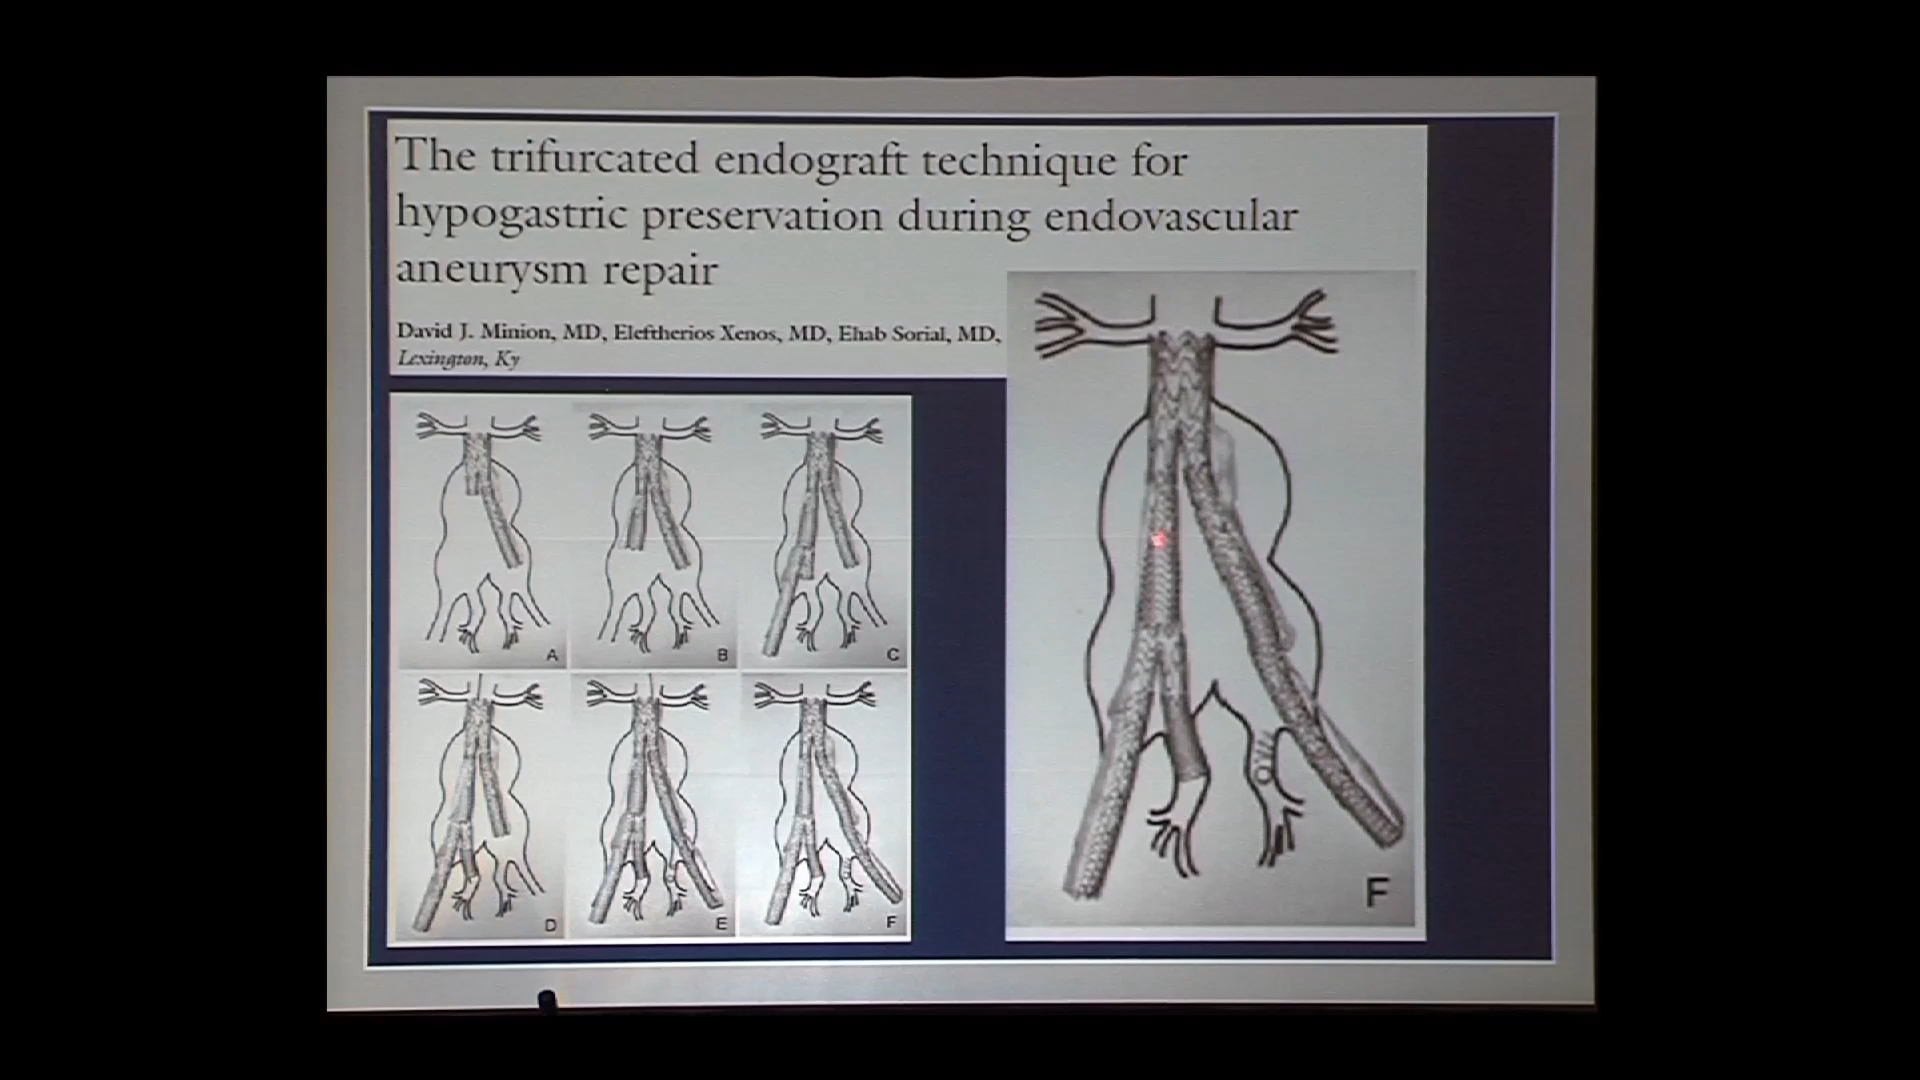 The trifurcated endograft technique for
hypogastric preservation during endovascular
aneurysm repair
David J. Minion, MD, Eleftherios Xenos, MD, Ehab Sorial, MD,
Lexington, Ky
A
B
C
D
E
F
F